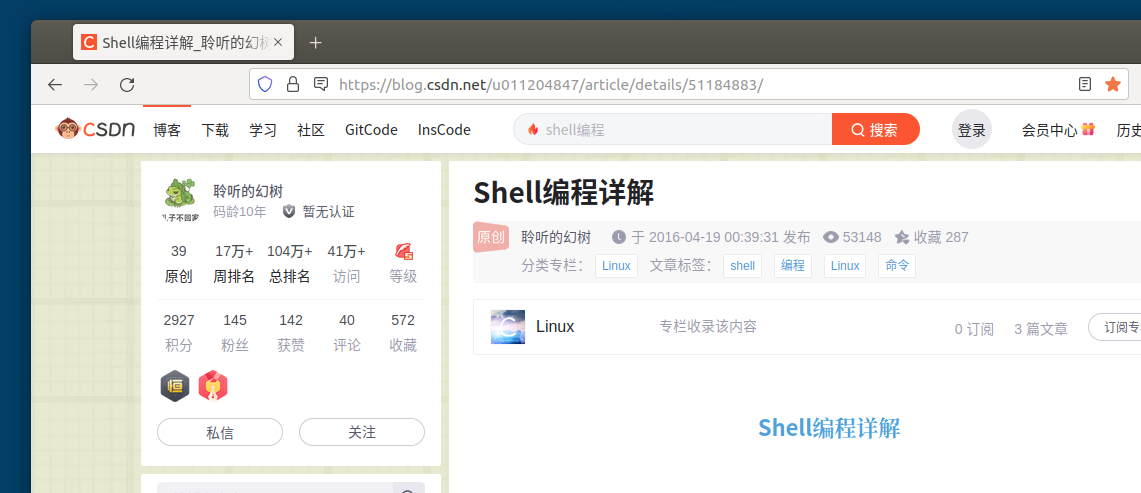 Shell编程详解_聆听的幻树
https://blog.csdn.net/u011204847/article/details/51184883/
CSDN 博客 下载 学习 社区 GitCode InsCode shell编程 搜索 登录 会员中心 历史
聆听的幻树
码龄10年 暂无认证
39 17万+ 104万+ 41万+
原创 周排名 总排名 访问 等级
2927 145 142 40 572
积分 粉丝 获赞 评论 收藏
恒
私信 关注
Shell编程详解
原创 聆听的幻树 于 2016-04-19 00:39:31 发布 53148 收藏 287
分类专栏： Linux 文章标签： shell 编程 Linux 命令
Linux 专栏收录该内容 0 订阅 3 篇文章 订阅专
Shell编程详解